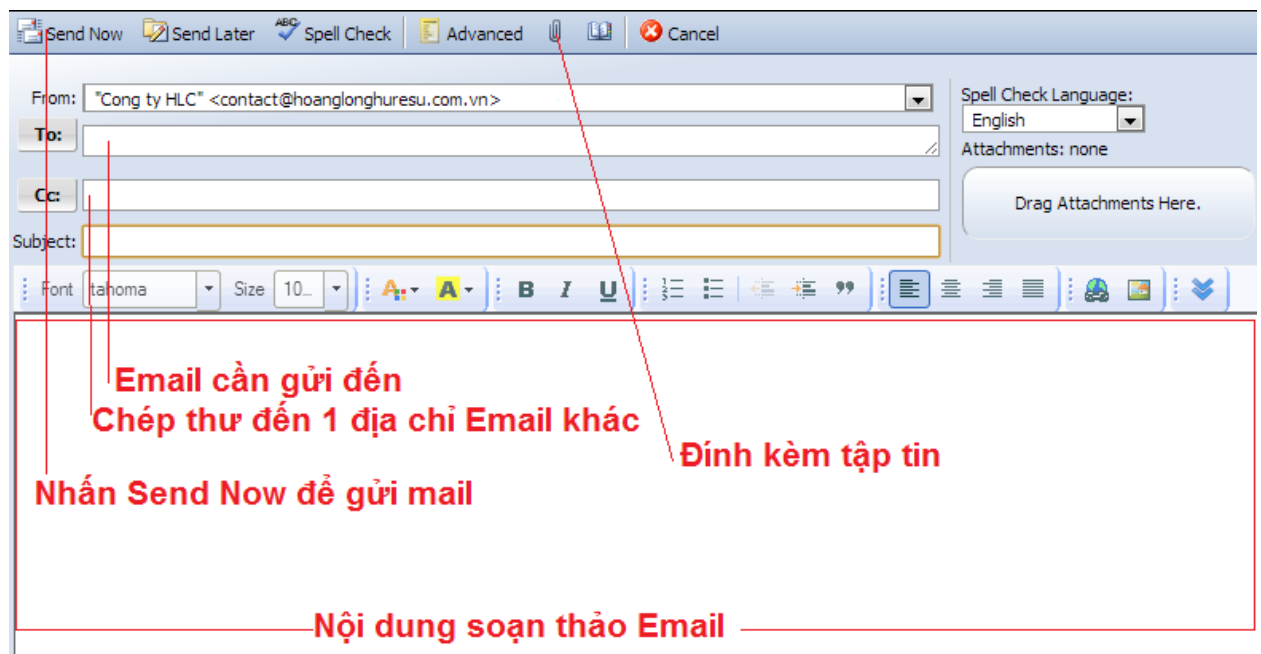 Send Now Send Later Spell Check Advanced Cancel
From: "Cong ty HLC" <contact@hoanglonghuresu.com.vn>
Spell Check Language:
English
To:
Attachments: none
Cc:
Drag Attachments Here.
Subject:
Font tahoma Size 10... A A B I U
Email cần gửi đến
Chép thư đến 1 địa chỉ Email khác
Đính kèm tập tin
Nhấn Send Now để gửi mail
Nội dung soạn thảo Email